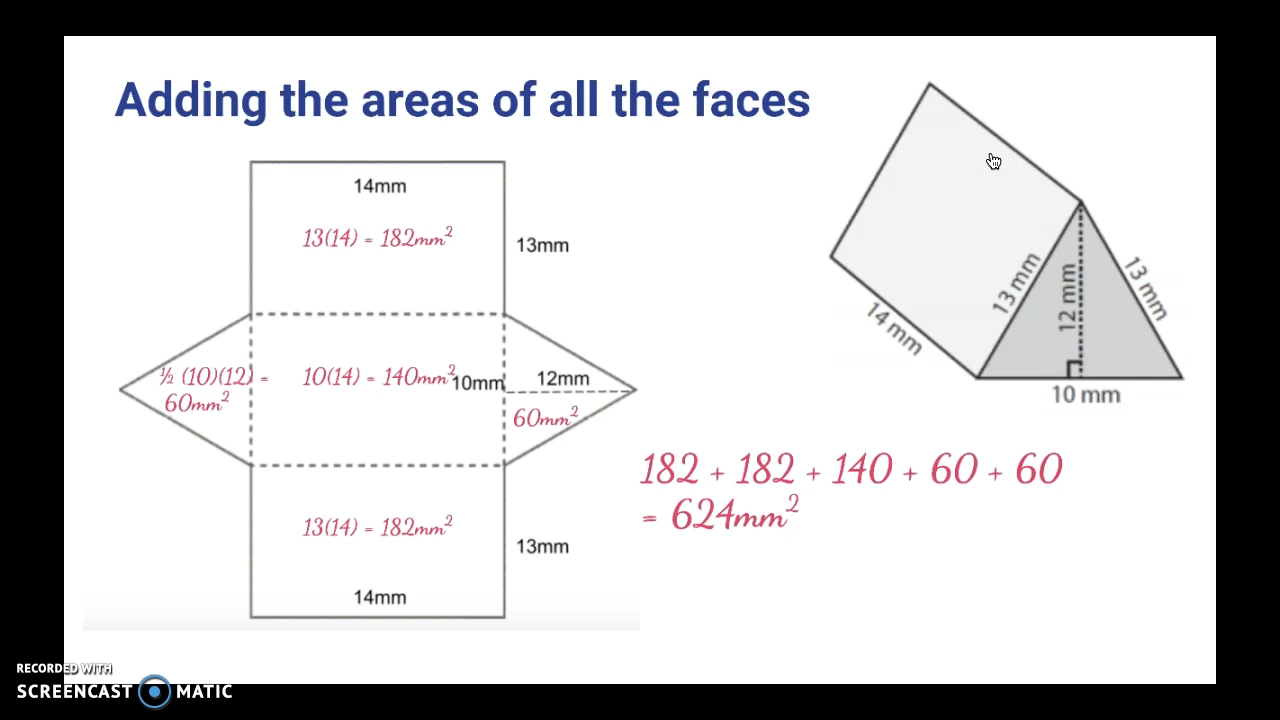 Adding the areas of all the faces
14mm
13(14) = 182mm²
13mm
½ (10)(12) =
60mm²
10(14) = 140mm²
10mm
12mm
60mm²
13(14) = 182mm²
13mm
14mm
13 mm
12 mm
13 mm
14 mm
10 mm
182 + 182 + 140 + 60 + 60
= 624mm²
RECORDED WITH
SCREENCAST MATIC